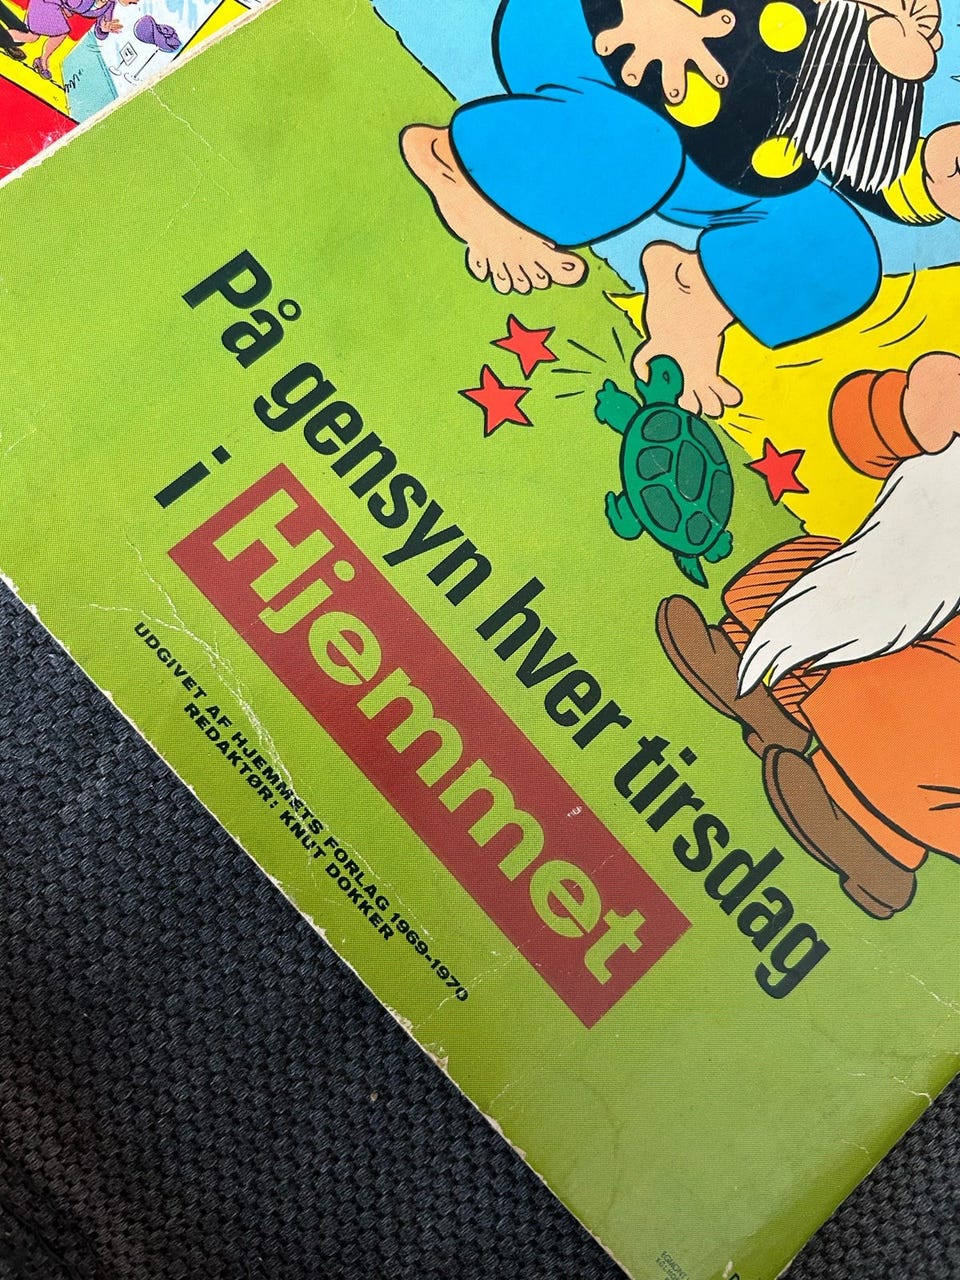 På gensyn hver tirsdag
i Hjemmet
UDGIVET AF HJEMMETS FORLAG 1969-1970
REDAKTØR: KNUT DOKKER